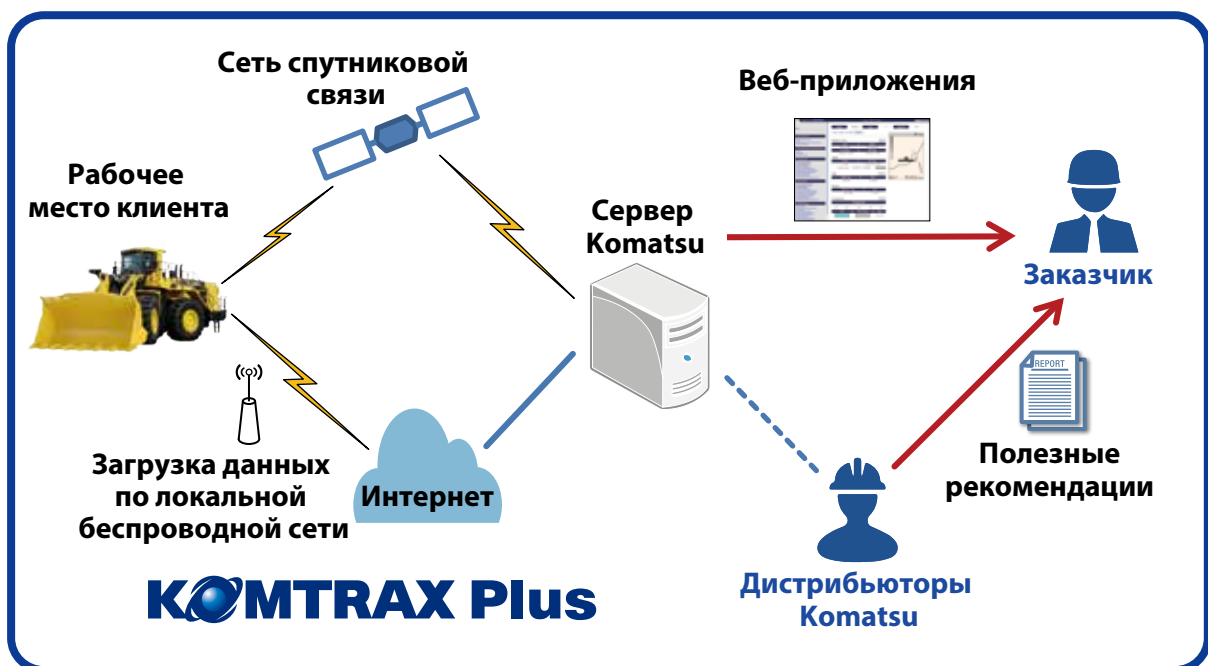 Сеть спутниковой
связи
Веб-приложения
Рабочее
место клиента
Сервер
Komatsu
Заказчик
REPORT
Загрузка данных
по локальной
беспроводной сети
Интернет
Полезные
рекомендации
KOMTRAX Plus
Дистрибьюторы
Komatsu